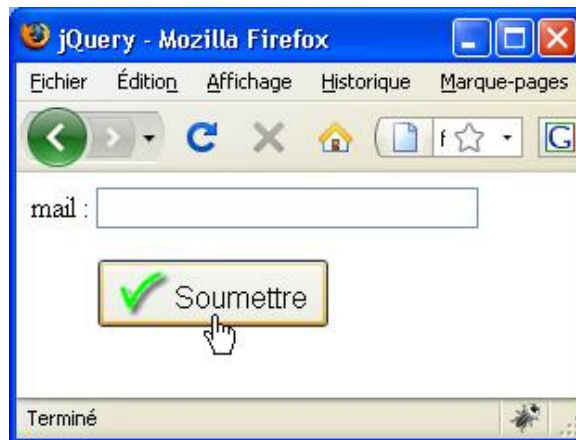 jQuery - Mozilla Firefox
Fichier Édition Affichage Historique Marque-pages
f G
mail :
Soumettre
Terminé